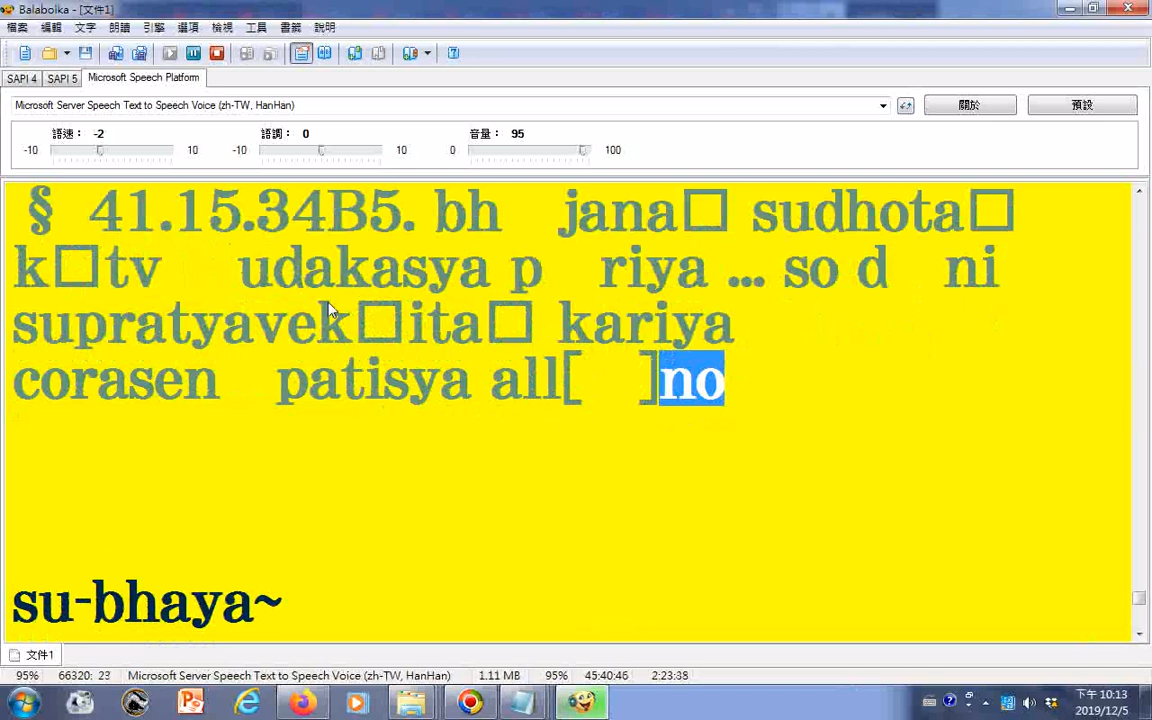 Balabolka - [文件1]
檔案 編輯 文字 朗讀 引擎 選項 檢視 工具 書籤 說明
SAPI 4 SAPI 5 Microsoft Speech Platform
Microsoft Server Speech Text to Speech Voice (zh-TW, HanHan) 關於 預設
語速： -2 語調： 0 音量： 95
-10 10 -10 10 0 100
§ 41.15.34B5. bh jana□ sudhota□
k□tv udakasya p riya ... so d ni
supratyavek□ita□ kariya
corasen patisya all[ ]no
su-bhaya~
文件1
95% 66320: 23 Microsoft Server Speech Text to Speech Voice (zh-TW, HanHan) 1.11 MB 95% 45:40:46 2:23:38
下午 10:13
2019/12/5